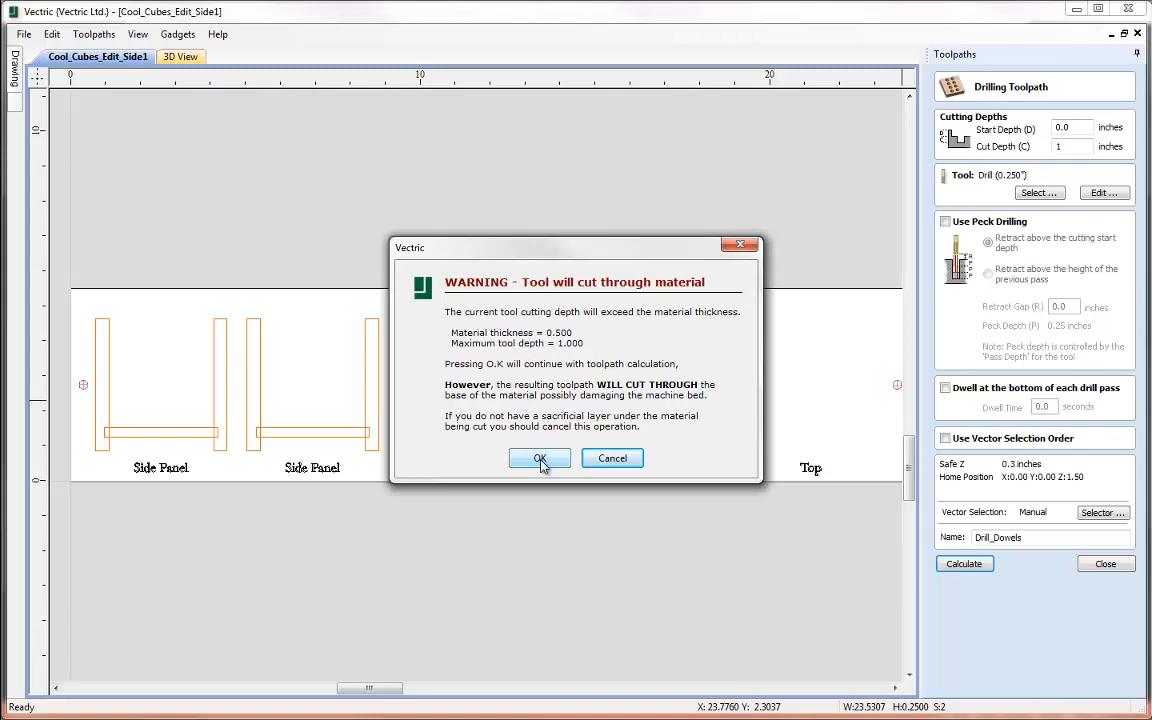 Vectric {Vectric Ltd.} - [Cool_Cubes_Edit_Side1]
File Edit Toolpaths View Gadgets Help
Cool_Cubes_Edit_Side1 3D View
Drawing
0 10 20
10
0
Side Panel Side Panel Top
Vectric
WARNING - Tool will cut through material
The current tool cutting depth will exceed the material thickness.
Material thickness = 0.500
Maximum tool depth = 1.000
Pressing O.K will continue with toolpath calculation,
However, the resulting toolpath WILL CUT THROUGH the
base of the material possibly damaging the machine bed.
If you do not have a sacrificial layer under the material
being cut you should cancel this operation.
OK Cancel
Toolpaths
Drilling Toolpath
Cutting Depths
Start Depth (D) 0.0 inches
Cut Depth (C) 1 inches
Tool: Drill (0.250")
Select ... Edit ...
Use Peck Drilling
Retract above the cutting start
depth
Retract above the height of the
previous pass
Retract Gap (R) 0.0 inches
Peck Depth (P) 0.25 inches
Note: Peck depth is controlled by the
'Pass Depth' for the tool
Dwell at the bottom of each drill pass
Dwell Time 0.0 seconds
Use Vector Selection Order
Safe Z 0.3 inches
Home Position X:0.00 Y:0.00 Z:1.50
Vector Selection: Manual Selector ...
Name: Drill_Dowels
Calculate Close
Ready X: 23.7760 Y: 2.3037 W:23.5307 H:0.2500 S:2